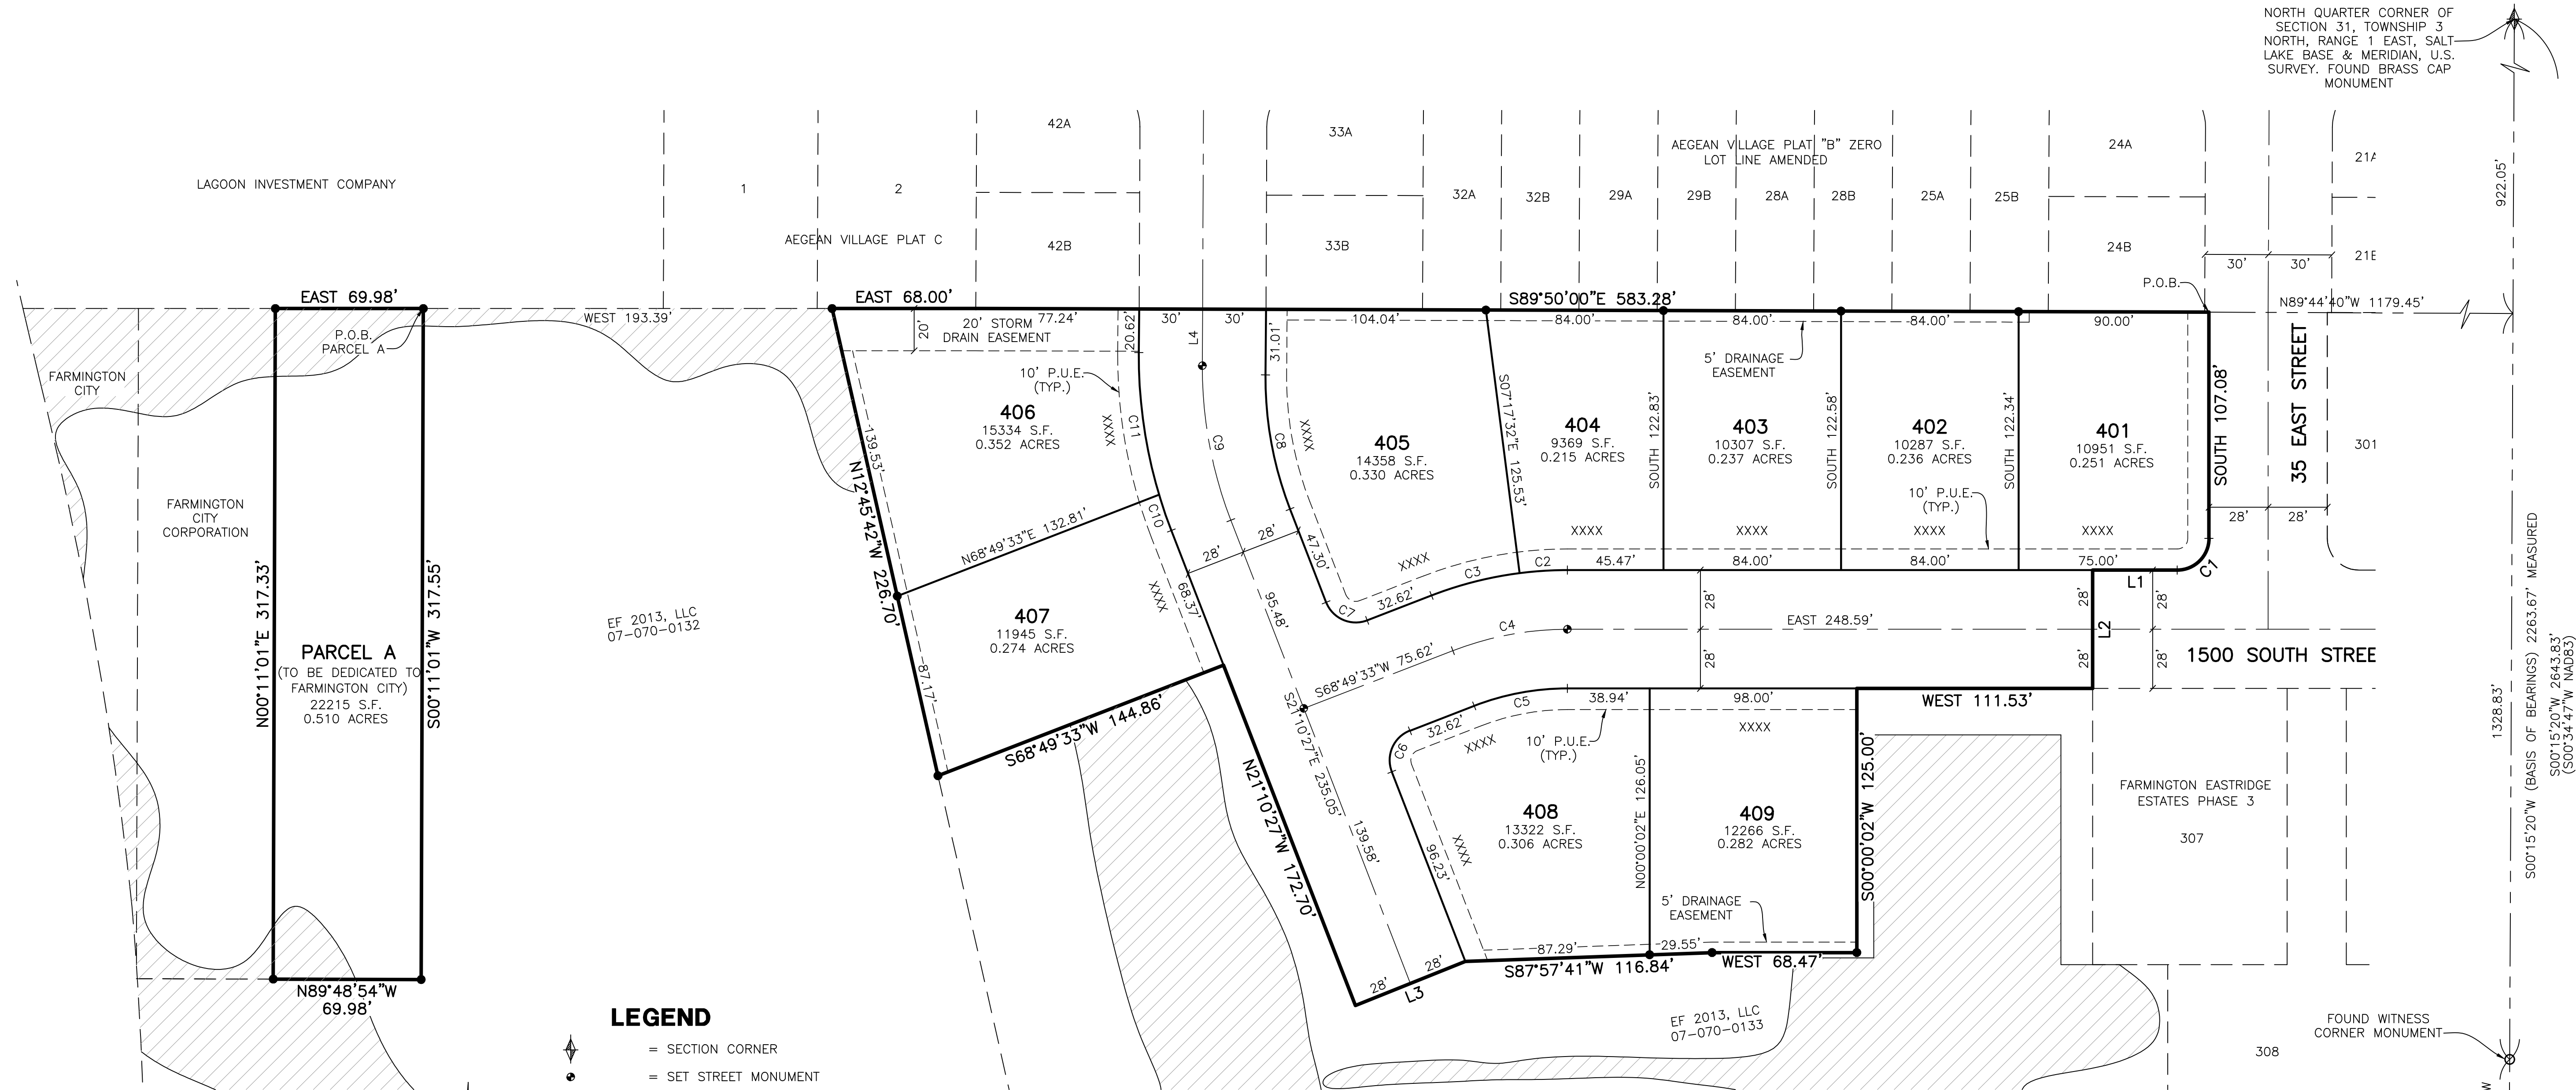 NORTH QUARTER CORNER OF
SECTION 31, TOWNSHIP 3
NORTH, RANGE 1 EAST, SALT
LAKE BASE & MERIDIAN, U.S.
SURVEY. FOUND BRASS CAP
MONUMENT
922.05'
LAGOON INVESTMENT COMPANY
1
2
AEGEAN VILLAGE PLAT C
42A
42B
33A
33B
32A
32B
29A
29B
28A
28B
25A
25B
AEGEAN VILLAGE PLAT "B" ZERO
LOT LINE AMENDED
24A
24B
21A
21B
30'
30'
P.O.B.
N89°44'40"W 1179.45'
EAST 69.98'
WEST 193.39'
P.O.B.
PARCEL A
EAST 68.00'
S89°50'00"E 583.28'
20'
20' STORM
DRAIN EASEMENT
77.24'
20.62'
30'
30'
L4
31.01'
104.04'
84.00'
84.00'
84.00'
90.00'
5' DRAINAGE
EASEMENT
10' P.U.E.
(TYP.)
FARMINGTON
CITY
FARMINGTON
CITY
CORPORATION
N00°11'01"E 317.33'
S00°11'01"W 317.55'
PARCEL A
(TO BE DEDICATED TO
FARMINGTON CITY)
22215 S.F.
0.510 ACRES
N89°48'54"W
69.98'
EF 2013, LLC
07-070-0132
406
15334 S.F.
0.352 ACRES
XXXX
C11
C9
C8
XXXX
139.53'
N12°45'42"W 226.70'
N68°49'33"E 132.81'
C10
405
14358 S.F.
0.330 ACRES
S07°17'32"E 125.53'
404
9369 S.F.
0.215 ACRES
XXXX
SOUTH 122.83'
403
10307 S.F.
0.237 ACRES
XXXX
SOUTH 122.58'
402
10287 S.F.
0.236 ACRES
10' P.U.E.
(TYP.)
XXXX
SOUTH 122.34'
401
10951 S.F.
0.251 ACRES
XXXX
SOUTH 107.08'
35 EAST STREET
301
28'
28'
28'
28'
47.30'
XXXX
C7
32.62'
C3
C2
45.47'
84.00'
84.00'
75.00'
L1
C1
407
11945 S.F.
0.274 ACRES
XXXX
68.37'
87.17'
S68°49'33"W 144.86'
95.48'
S68°49'33"W 75.62'
C4
EAST 248.59'
28'
28'
28'
28'
L2
28'
28'
1500 SOUTH STREE
WEST 111.53'
S21°10'27"E 235.05'
139.58'
N21°10'27"W 172.70'
C6
32.62'
XXXX
C5
38.94'
98.00'
10' P.U.E.
(TYP.)
XXXX
408
13322 S.F.
0.306 ACRES
XXXX
96.23'
N00°00'02"E 126.05'
409
12266 S.F.
0.282 ACRES
S00°00'02"W 125.00'
5' DRAINAGE
EASEMENT
87.29'
29.55'
S87°57'41"W 116.84'
WEST 68.47'
28'
28'
L3
EF 2013, LLC
07-070-0133
FARMINGTON EASTRIDGE
ESTATES PHASE 3
307
308
1328.83'
S00°15'20"W (BASIS OF BEARINGS) 2263.67' MEASURED
S00°15'20"W 2643.83'
(S00°34'47"W NAD83)
FOUND WITNESS
CORNER MONUMENT
W
LEGEND
= SECTION CORNER
= SET STREET MONUMENT